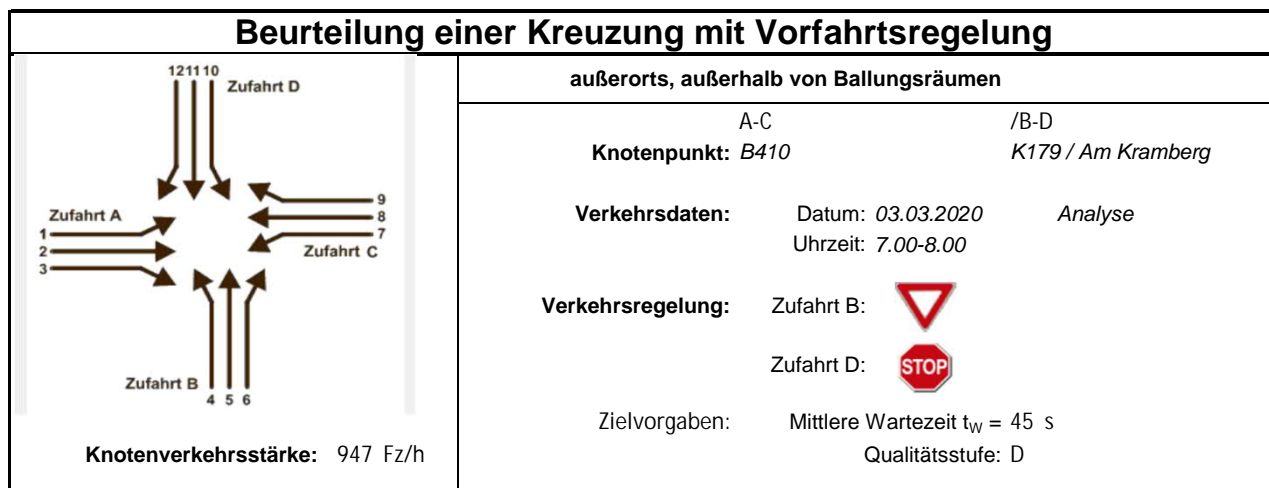 Beurteilung einer Kreuzung mit Vorfahrtsregelung
121110
Zufahrt D
Zufahrt A
1
2
3
9
8
7
Zufahrt C
Zufahrt B
4 5 6
Knotenverkehrsstärke: 947 Fz/h
außerorts, außerhalb von Ballungsräumen
A-C /B-D
Knotenpunkt: B410 K179 / Am Kramberg
Verkehrsdaten: Datum: 03.03.2020 Analyse
Uhrzeit: 7.00-8.00
Verkehrsregelung: Zufahrt B:
Zufahrt D: STOP
Zielvorgaben: Mittlere Wartezeit tW = 45 s
Qualitätsstufe: D